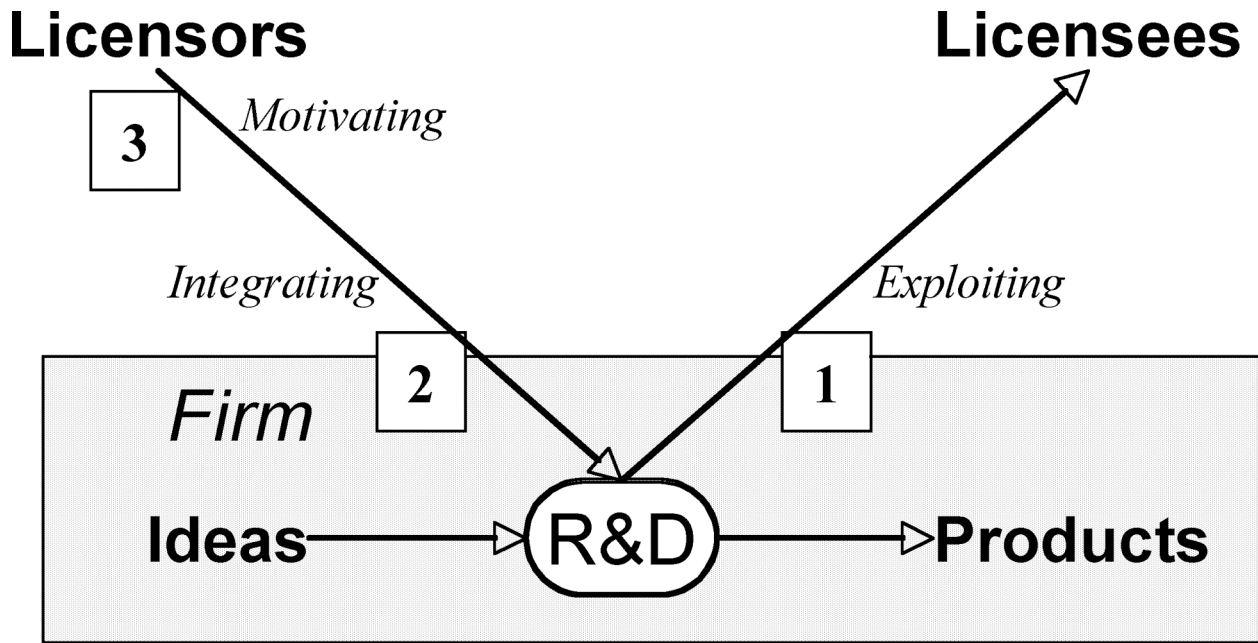 Licensors
Licensees
3
Motivating
Integrating
Exploiting
2
1
Firm
Ideas
R&D
Products